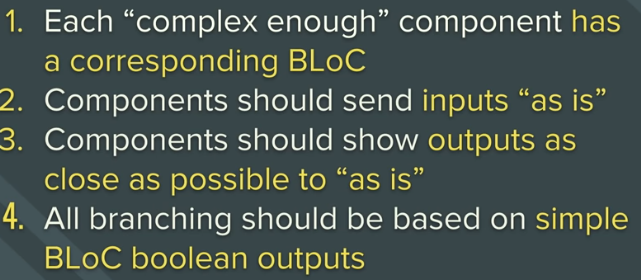 1. Each “complex enough” component has
a corresponding BLoC
2. Components should send inputs “as is”
3. Components should show outputs as
close as possible to “as is”
4. All branching should be based on simple
BLoC boolean outputs